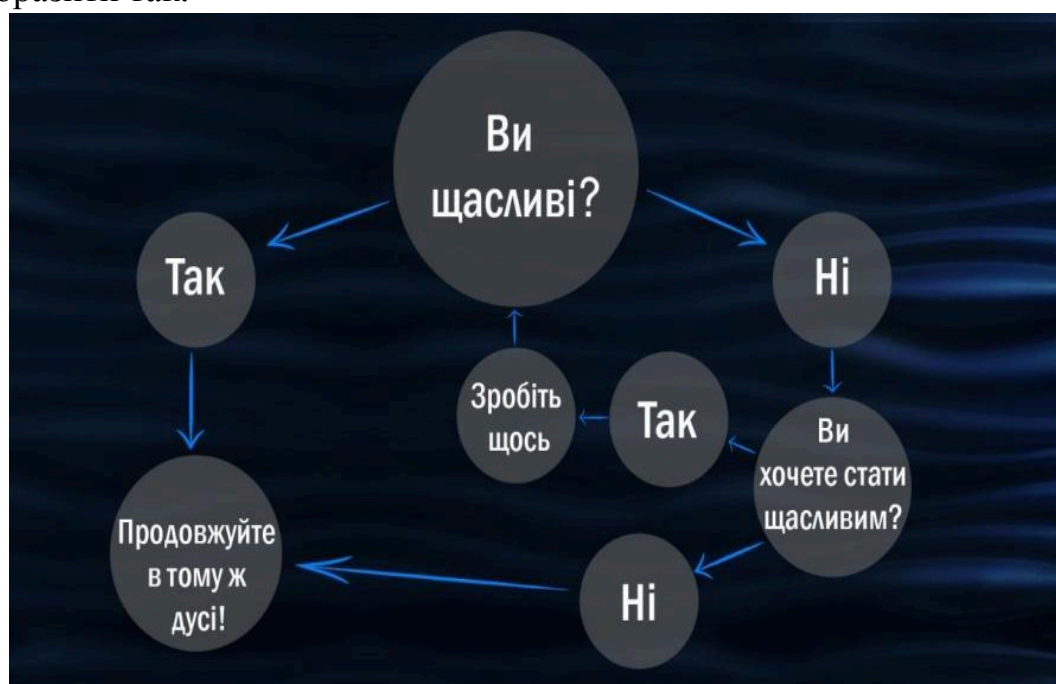 Ви
щасливі?
Так
Ні
Зробіть
щось
Так
Ви
хочете стати
щасливим?
Продовжуйте
в тому ж
дусі!
Ні